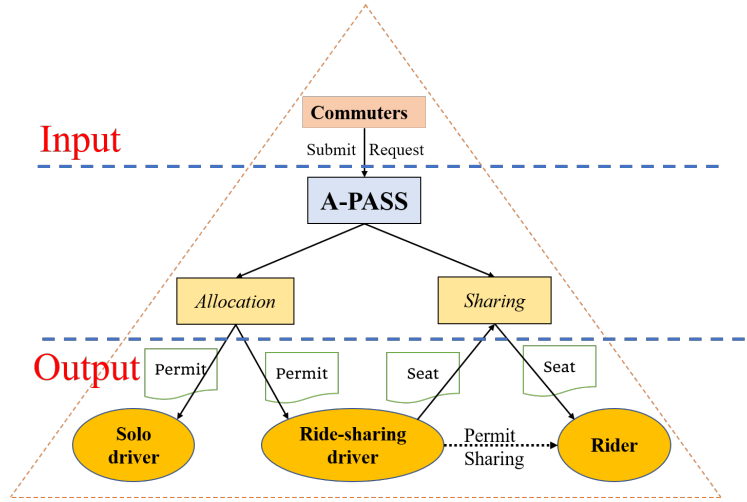 Commuters
Input
Submit Request
A-PASS
Allocation
Sharing
Output
Permit
Permit
Seat
Seat
Solo
driver
Ride-sharing
driver
Permit
Sharing
Rider